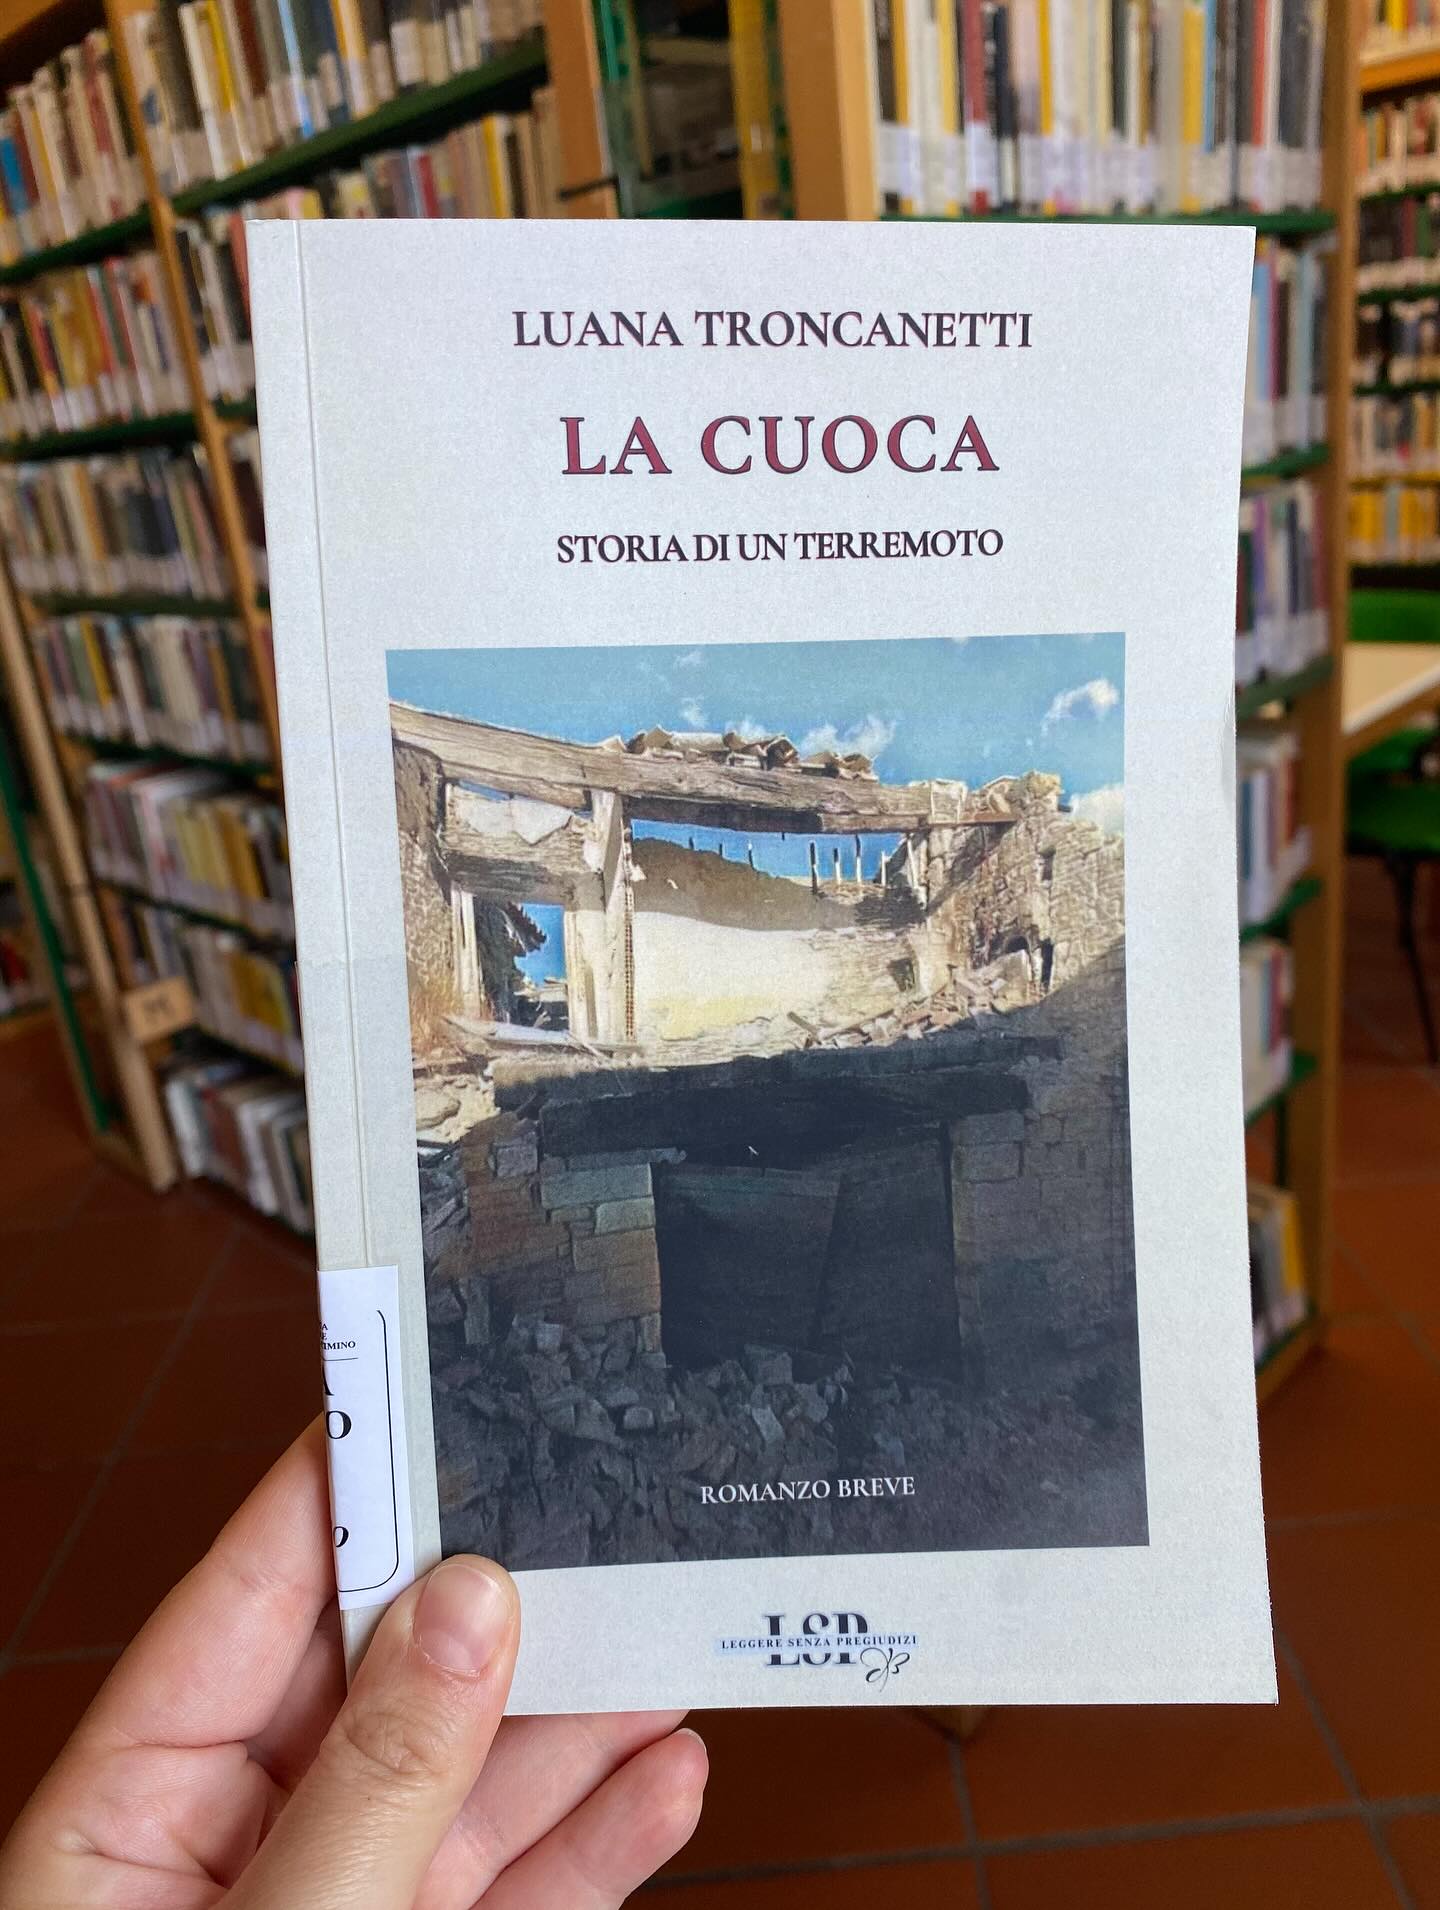 LUANA TRONCANETTI
LA CUOCA
STORIA DI UN TERREMOTO
ROMANZO BREVE
LSP
LEGGERE SENZA PREGIUDIZI